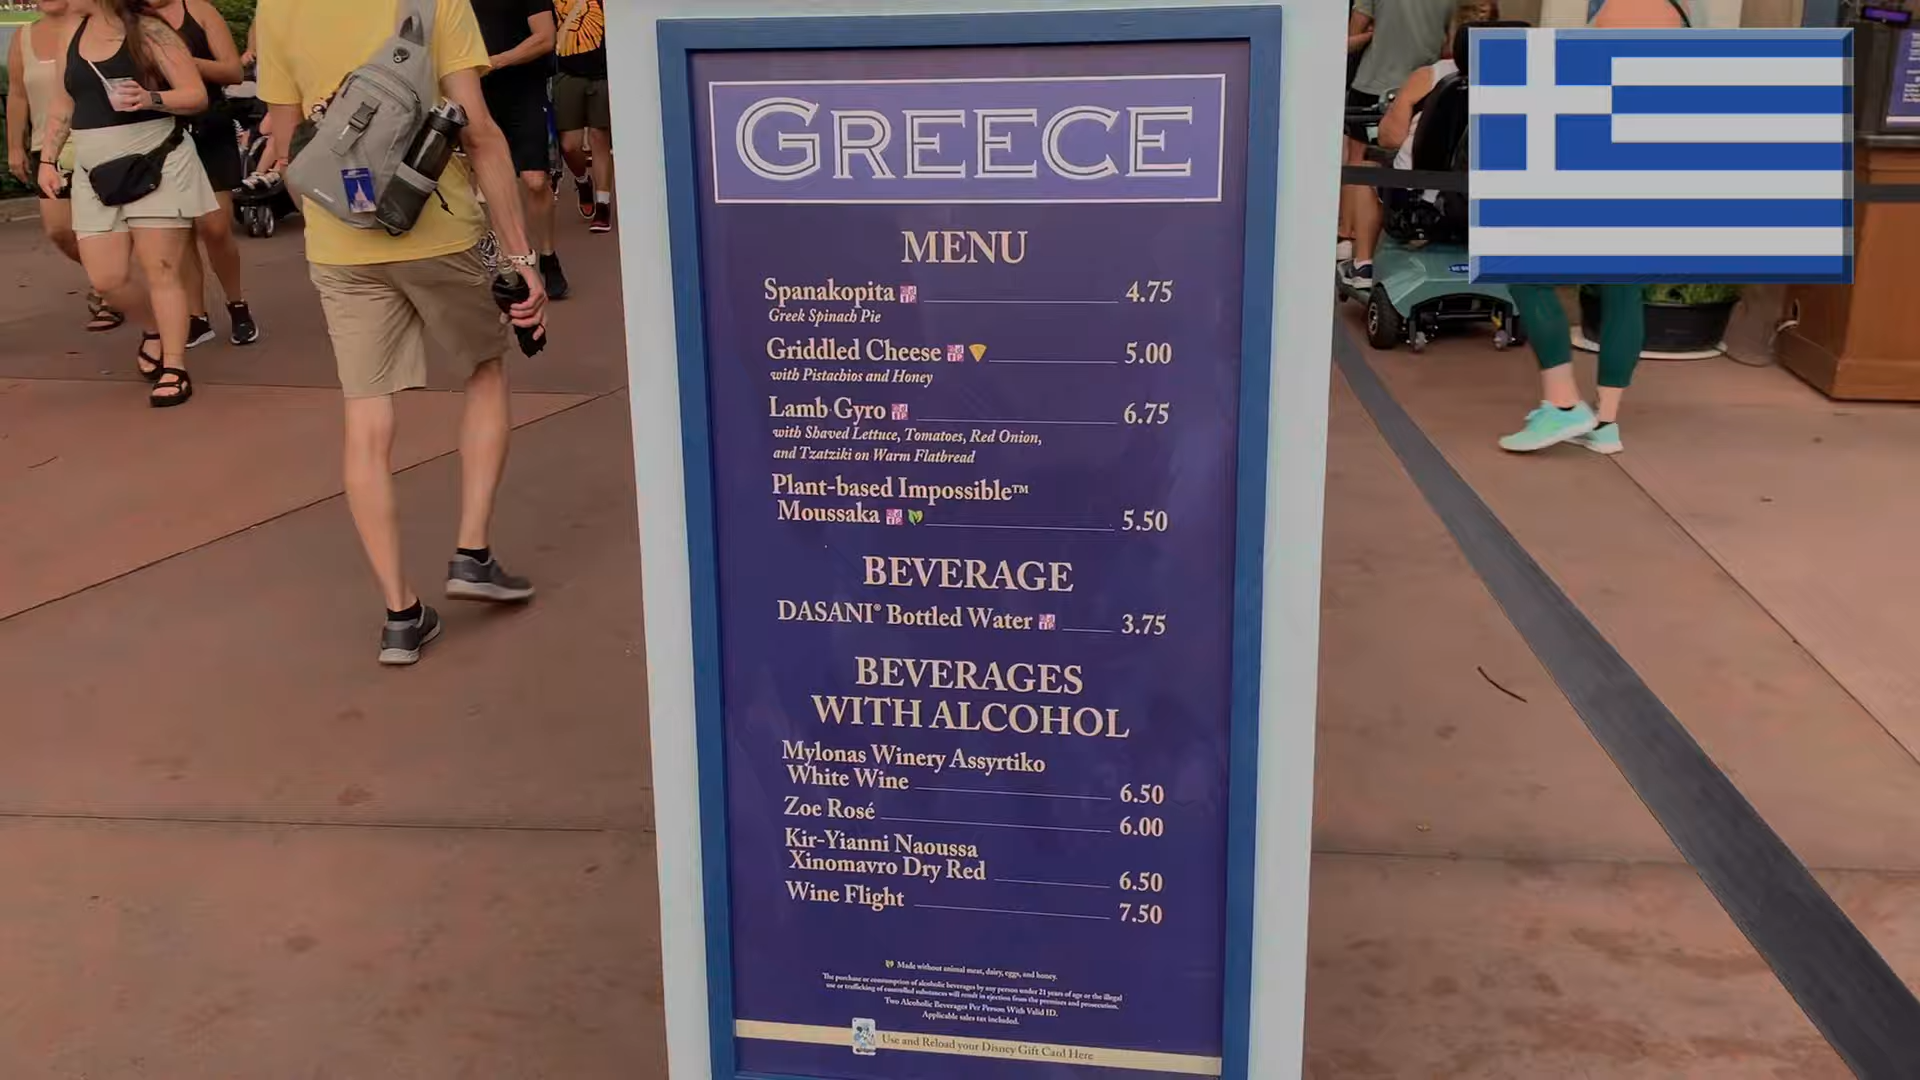 GREECE
MENU
Spanakopita 4.75
Greek Spinach Pie
Griddled Cheese 5.00
with Pistachios and Honey
Lamb Gyro 6.75
with Shaved Lettuce, Tomatoes, Red Onion,
and Tzatziki on Warm Flatbread
Plant-based Impossible™
Moussaka 5.50
BEVERAGE
DASANI® Bottled Water 3.75
BEVERAGES
WITH ALCOHOL
Mylonas Winery Assyrtiko
White Wine 6.50
Zoe Rosé 6.00
Kir-Yianni Naoussa
Xinomavro Dry Red 6.50
Wine Flight 7.50
Made without animal meat, dairy, eggs, and honey.
The purchase or consumption of alcoholic beverages by any person under 21 years of age or the illegal
use or trafficking of controlled substances will result in ejection from the premises and prosecution.
Two Alcoholic Beverages Per Person With Valid ID.
Applicable sales tax included.
Use and Reload your Disney Gift Card Here